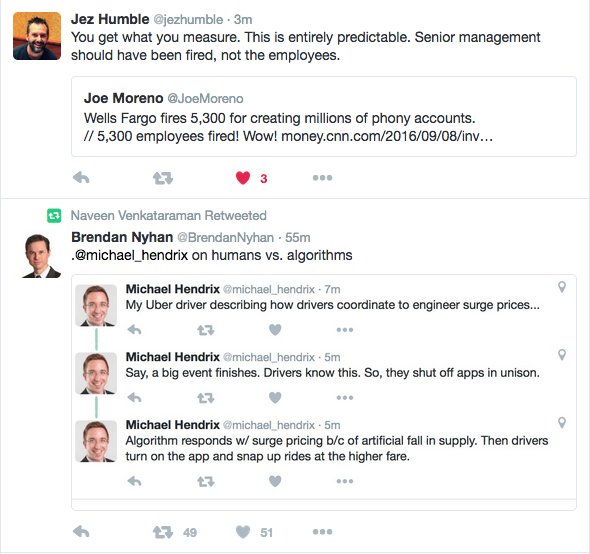 Jez Humble @jezhumble · 3m
You get what you measure. This is entirely predictable. Senior management
should have been fired, not the employees.
Joe Moreno @JoeMoreno
Wells Fargo fires 5,300 for creating millions of phony accounts.
// 5,300 employees fired! Wow! money.cnn.com/2016/09/08/inv…
3
Naveen Venkataraman Retweeted
Brendan Nyhan @BrendanNyhan · 55m
.@michael_hendrix on humans vs. algorithms
Michael Hendrix @michael_hendrix · 7m
My Uber driver describing how drivers coordinate to engineer surge prices...
Michael Hendrix @michael_hendrix · 5m
Say, a big event finishes. Drivers know this. So, they shut off apps in unison.
Michael Hendrix @michael_hendrix · 5m
Algorithm responds w/ surge pricing b/c of artificial fall in supply. Then drivers
turn on the app and snap up rides at the higher fare.
49 51